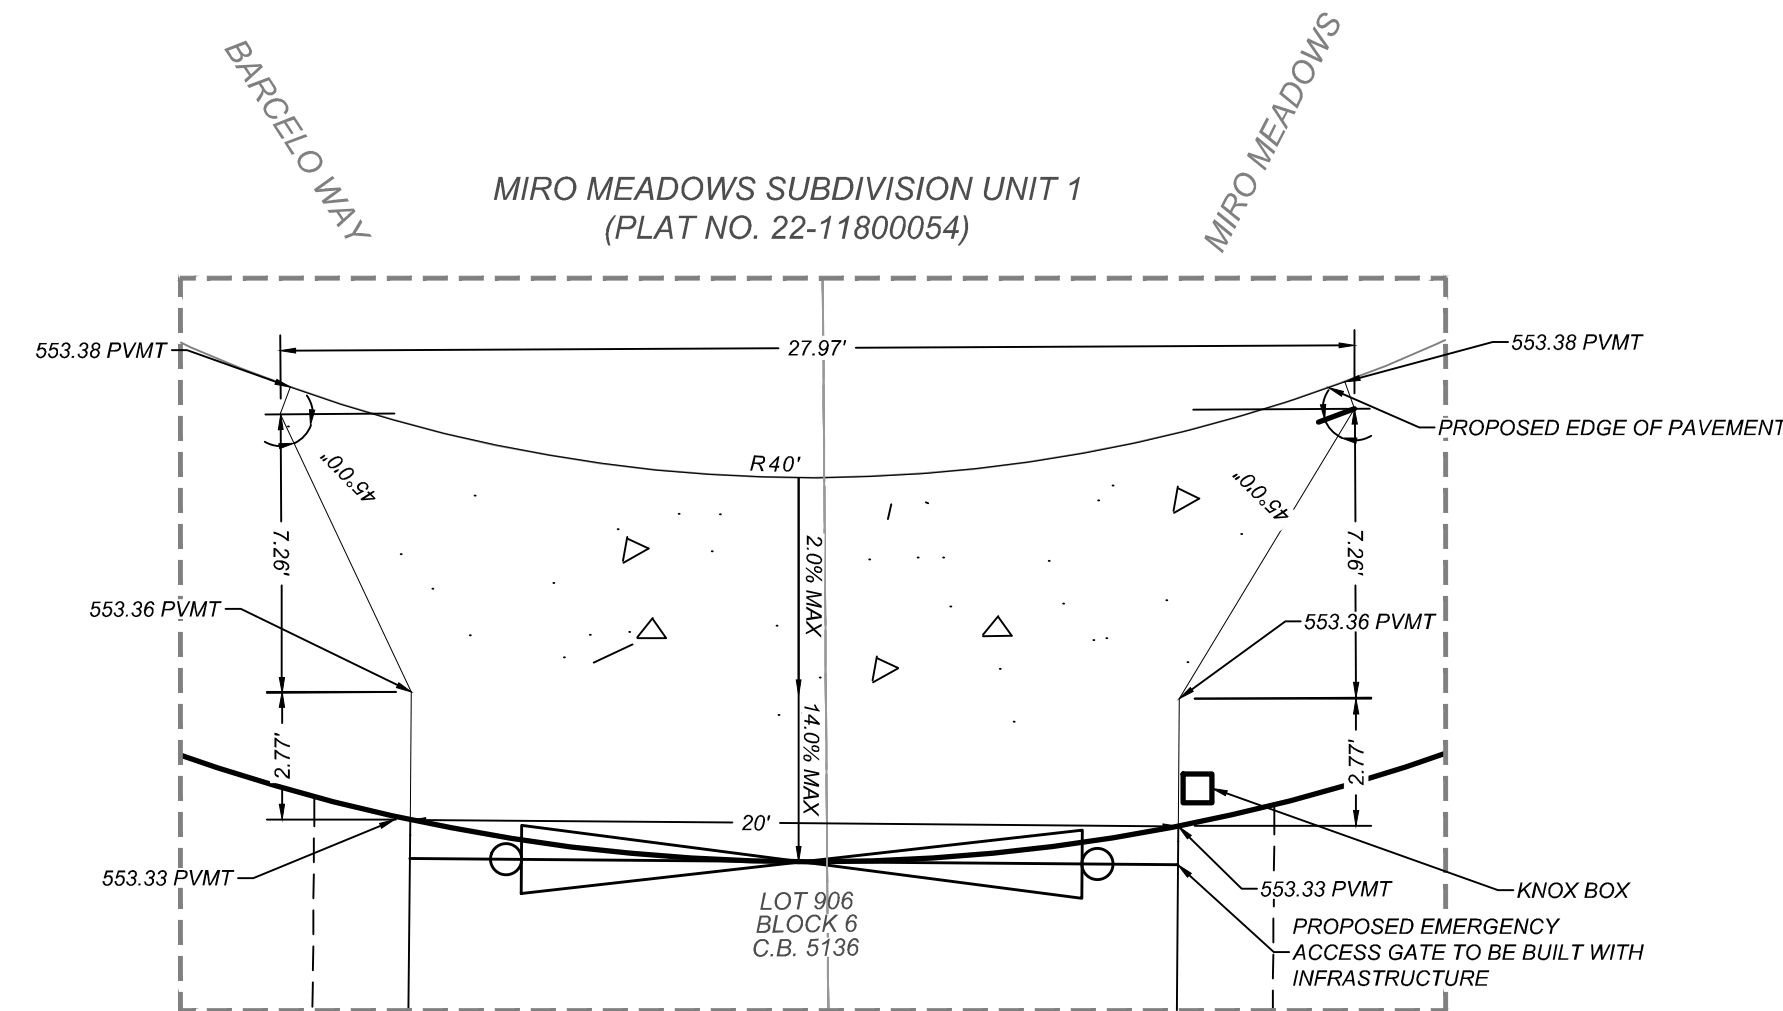 BARCELO WAY
MIRO MEADOWS
MIRO MEADOWS SUBDIVISION UNIT 1
(PLAT NO. 22-11800054)
553.38 PVMT
27.97'
553.38 PVMT
PROPOSED EDGE OF PAVEMENT
R40'
45°0'0"
45°0'0"
7.26'
2.0% MAX
7.26'
553.36 PVMT
553.36 PVMT
2.77'
14.0% MAX
2.77'
20'
553.33 PVMT
553.33 PVMT
KNOX BOX
LOT 906
BLOCK 6
C.B. 5136
PROPOSED EMERGENCY
ACCESS GATE TO BE BUILT WITH
INFRASTRUCTURE